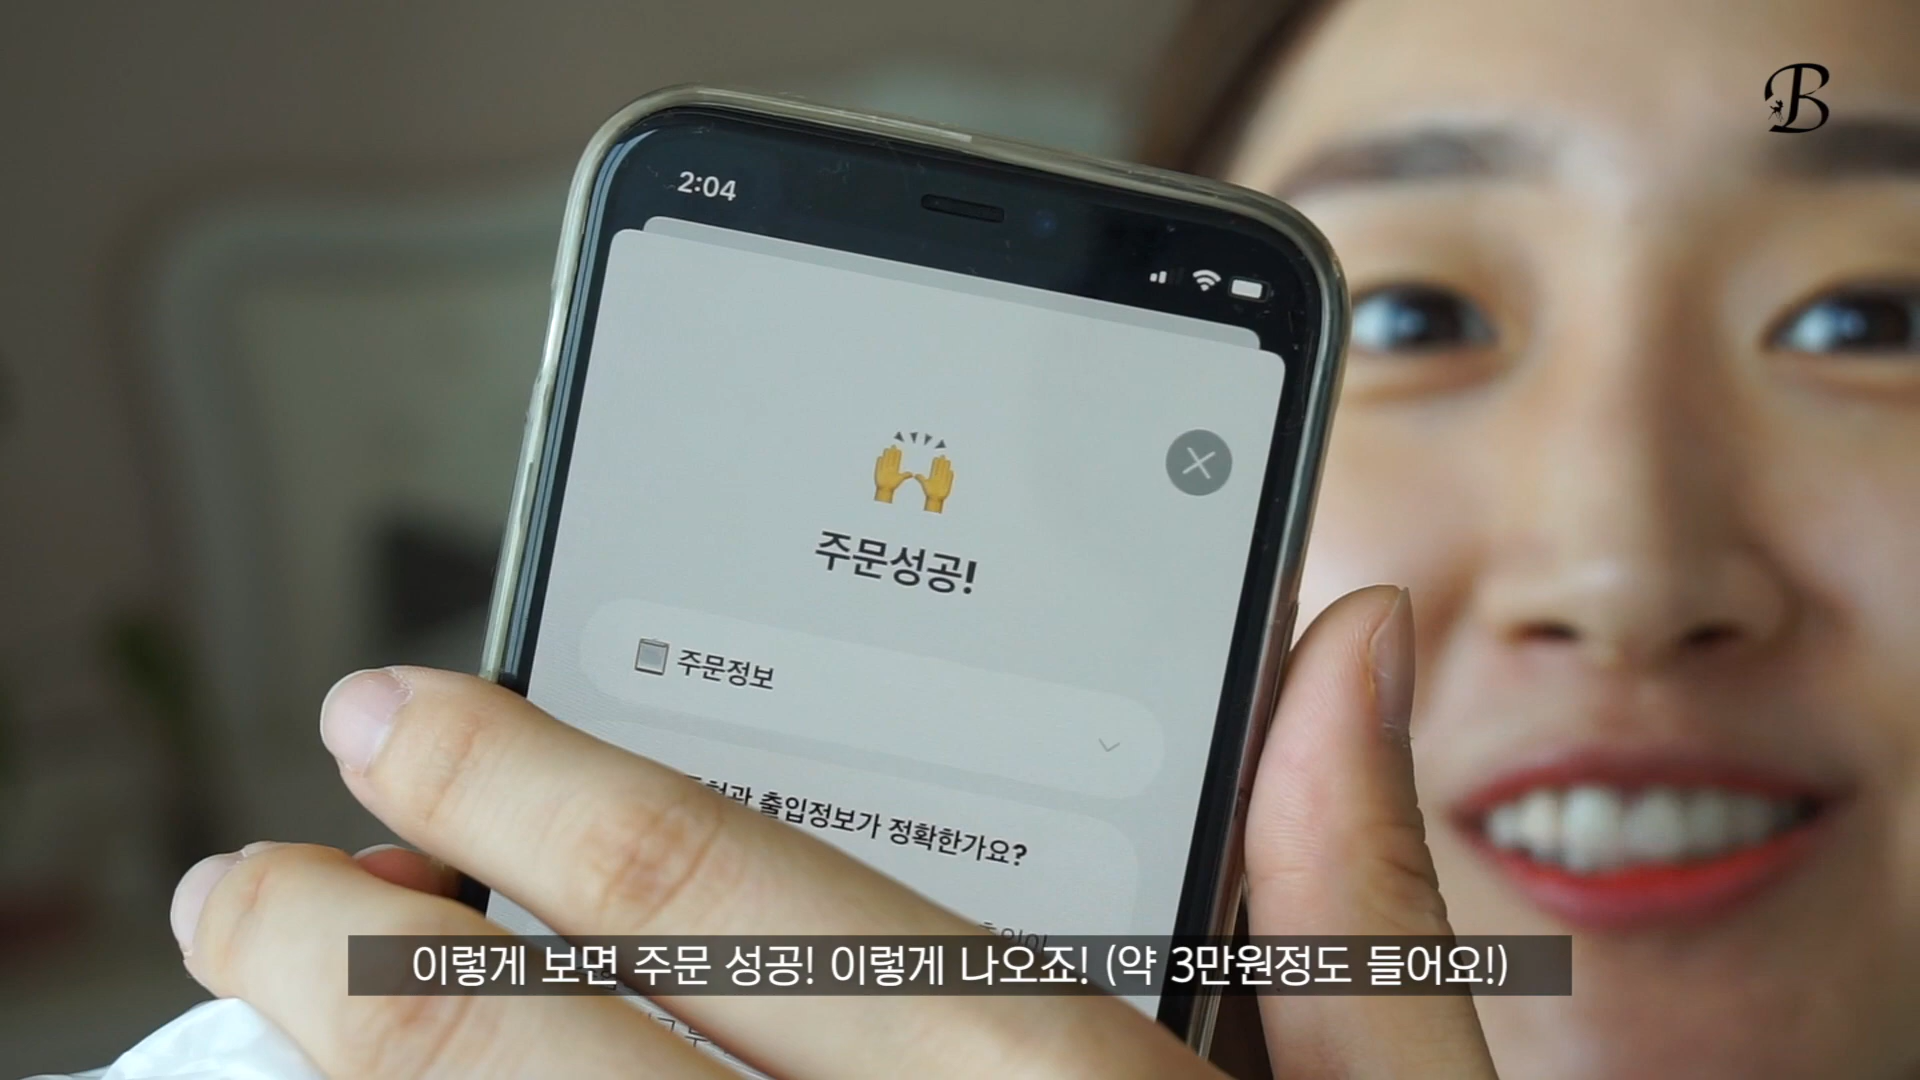 B
2:04
주문성공!
주문정보
출입정보가 정확한가요?
이렇게 보면 주문 성공! 이렇게 나오죠! (약 3만원정도 들어요!)